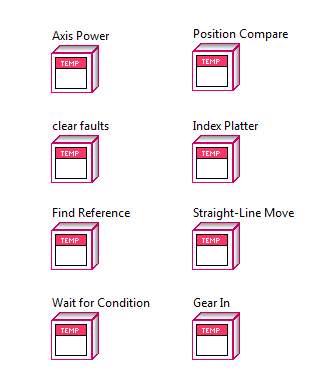 Axis Power
Position Compare
TEMP
TEMP
clear faults
Index Platter
TEMP
TEMP
Find Reference
Straight-Line Move
TEMP
TEMP
Wait for Condition
Gear In
TEMP
TEMP